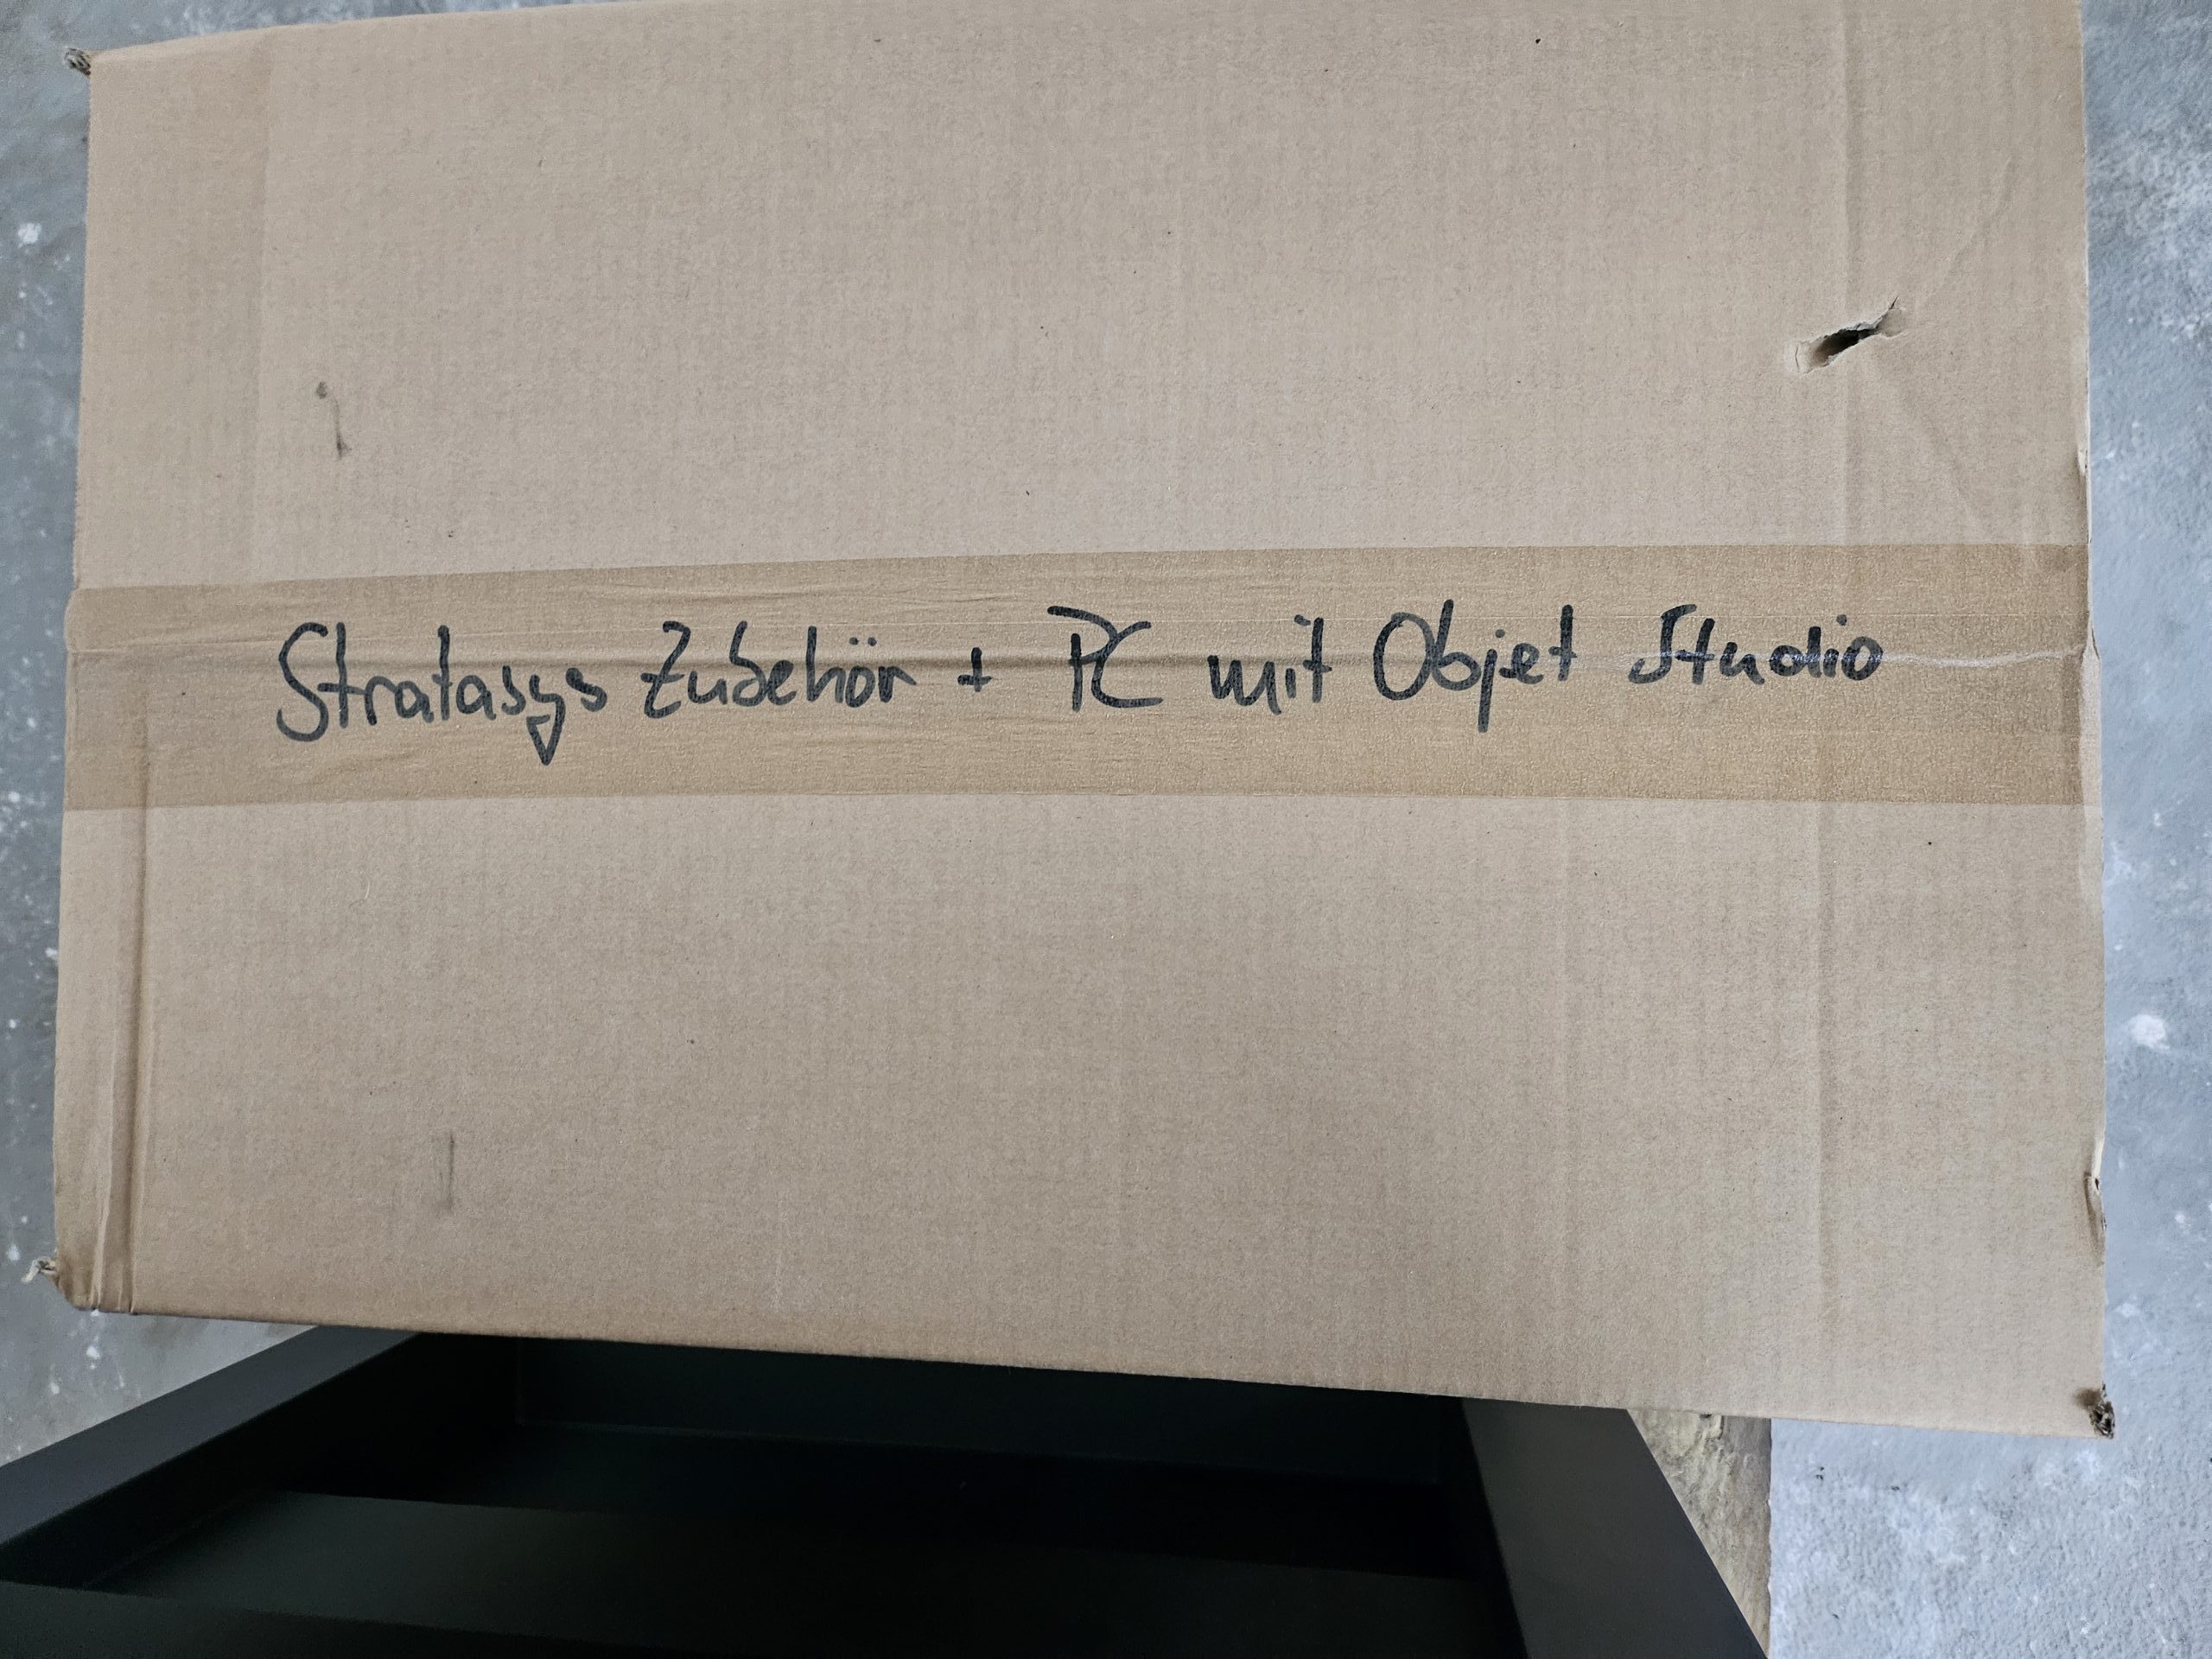 Stratasys Zubehör + PC mit Objet Studio